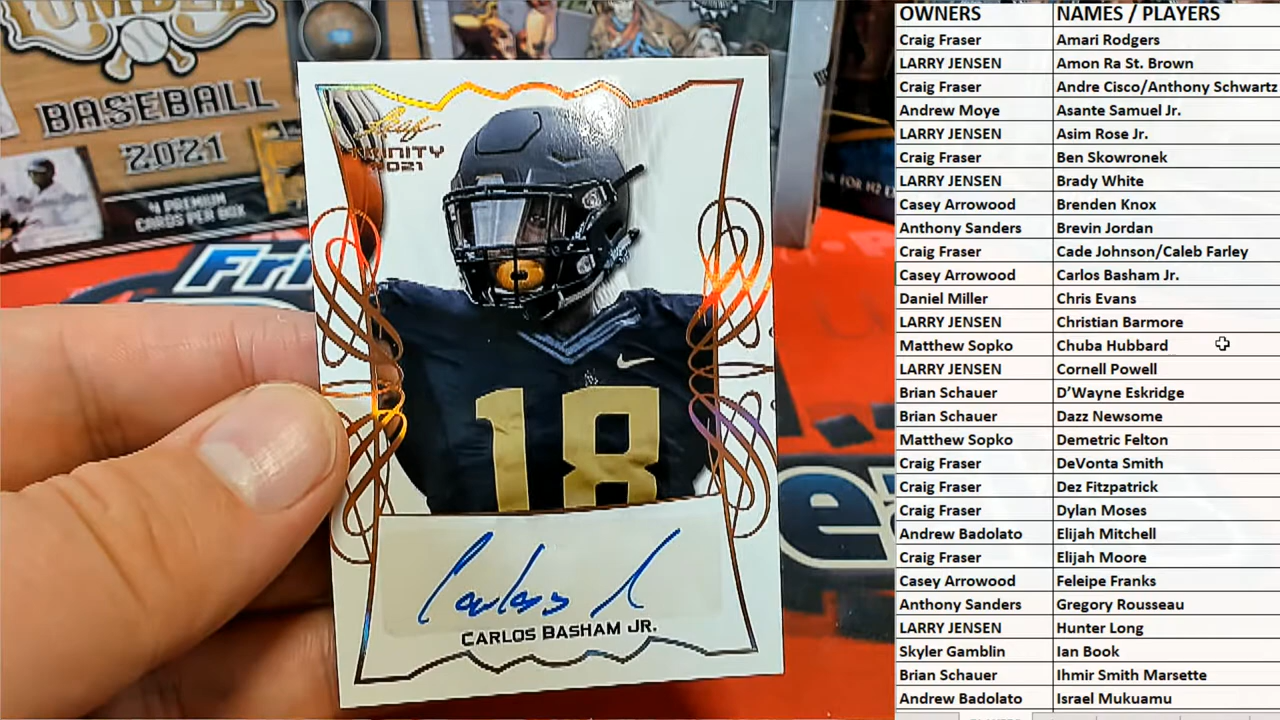 BASEBALL
2021
4 PREMIUM
CARDS PER BOX
Fri
Leaf
TRINITY
2021
18
Carlos
CARLOS BASHAM JR.
OWNERS NAMES / PLAYERS
Craig Fraser Amari Rodgers
LARRY JENSEN Amon Ra St. Brown
Craig Fraser Andre Cisco/Anthony Schwartz
Andrew Moye Asante Samuel Jr.
LARRY JENSEN Asim Rose Jr.
Craig Fraser Ben Skowronek
LARRY JENSEN Brady White
Casey Arrowood Brenden Knox
Anthony Sanders Brevin Jordan
Craig Fraser Cade Johnson/Caleb Farley
Casey Arrowood Carlos Basham Jr.
Daniel Miller Chris Evans
LARRY JENSEN Christian Barmore
Matthew Sopko Chuba Hubbard
LARRY JENSEN Cornell Powell
Brian Schauer D’Wayne Eskridge
Brian Schauer Dazz Newsome
Matthew Sopko Demetric Felton
Craig Fraser DeVonta Smith
Craig Fraser Dez Fitzpatrick
Craig Fraser Dylan Moses
Andrew Badolato Elijah Mitchell
Craig Fraser Elijah Moore
Casey Arrowood Feleipe Franks
Anthony Sanders Gregory Rousseau
LARRY JENSEN Hunter Long
Skyler Gamblin Ian Book
Brian Schauer Ihmir Smith Marsette
Andrew Badolato Israel Mukuamu